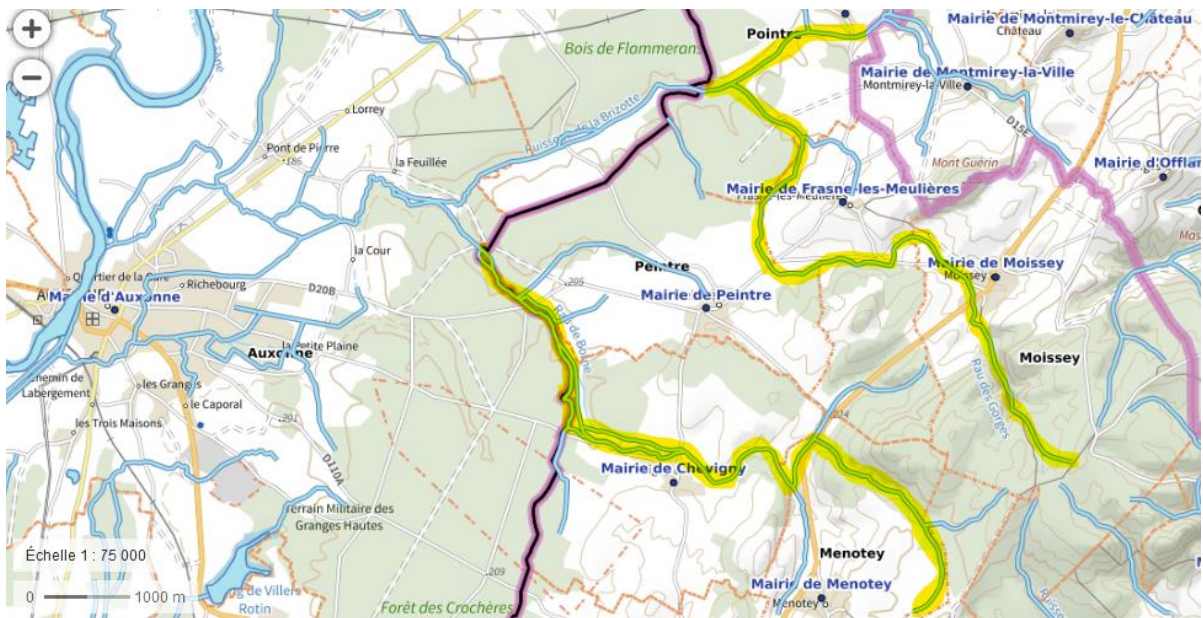 +
−
Bois de Flammerans
Pointre
Mairie de Montmirey-le-Château
Château
Mairie de Montmirey-la-Ville
Montmirey-la-Ville
D15E
Lorrey
Ruisseau de la Brizotte
Pont de Pierre
186
la Feuillée
Mont Guérin
Mairie d'Offlan
Mairie de Frasne-les-Meulières
Frasne-les-Meulières
la Cour
Quartier de la Gare
Richebourg
D20B
Mairie d'Auxonne
Peintre
205
Mairie de Peintre
Mairie de Moissey
Moissey
Auxonne
la Petite Plaine
Moissey
Chemin de
Labergement
les Granges
le Caporal
201
les Trois Maisons
D110A
224
Rau des Gorges
Mairie de Chevigny
Terrain Militaire des
Granges Hautes
Échelle 1 : 75 000
0
1000 m
209
Menotey
Mairie de Menotey
Menotey
g de Villers
Rotin
Forêt des Crochères